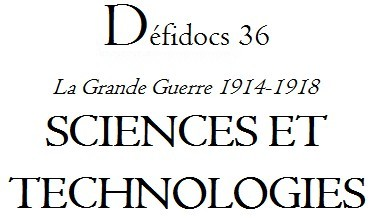 Défidocs 36
La Grande Guerre 1914-1918
SCIENCES ET
TECHNOLOGIES